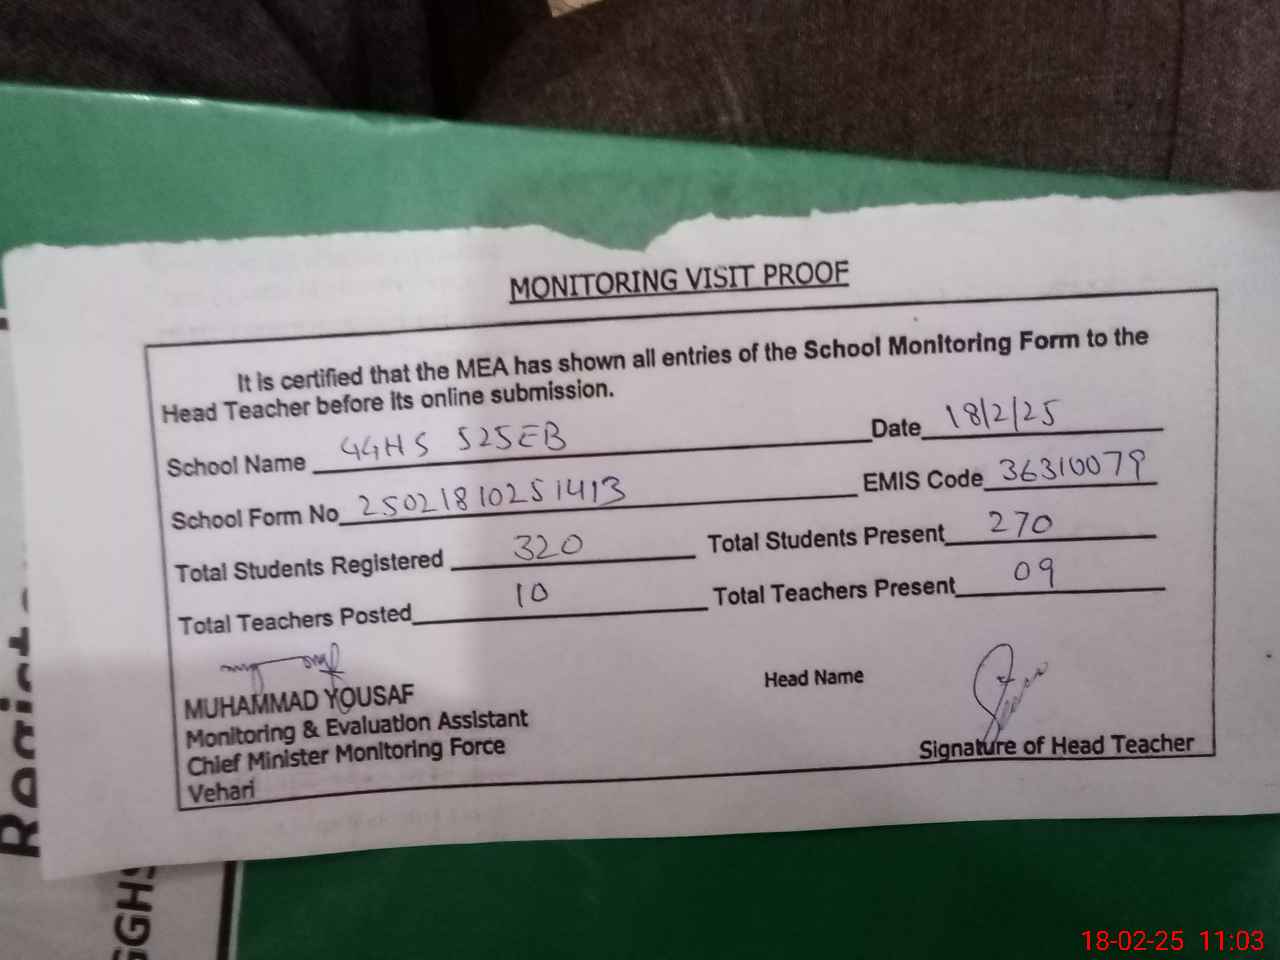 MONITORING VISIT PROOF
It is certified that the MEA has shown all entries of the School Monitoring Form to the
Head Teacher before its online submission.
School Name GGHS 525EB Date 18/2/25
School Form No 25021810251413 EMIS Code 36310079
Total Students Registered 320 Total Students Present 270
Total Teachers Posted 10 Total Teachers Present 09
MUHAMMAD YOUSAF
Monitoring & Evaluation Assistant
Chief Minister Monitoring Force
Vehari
Head Name
Signature of Head Teacher
GGHS
18-02-25 11:03